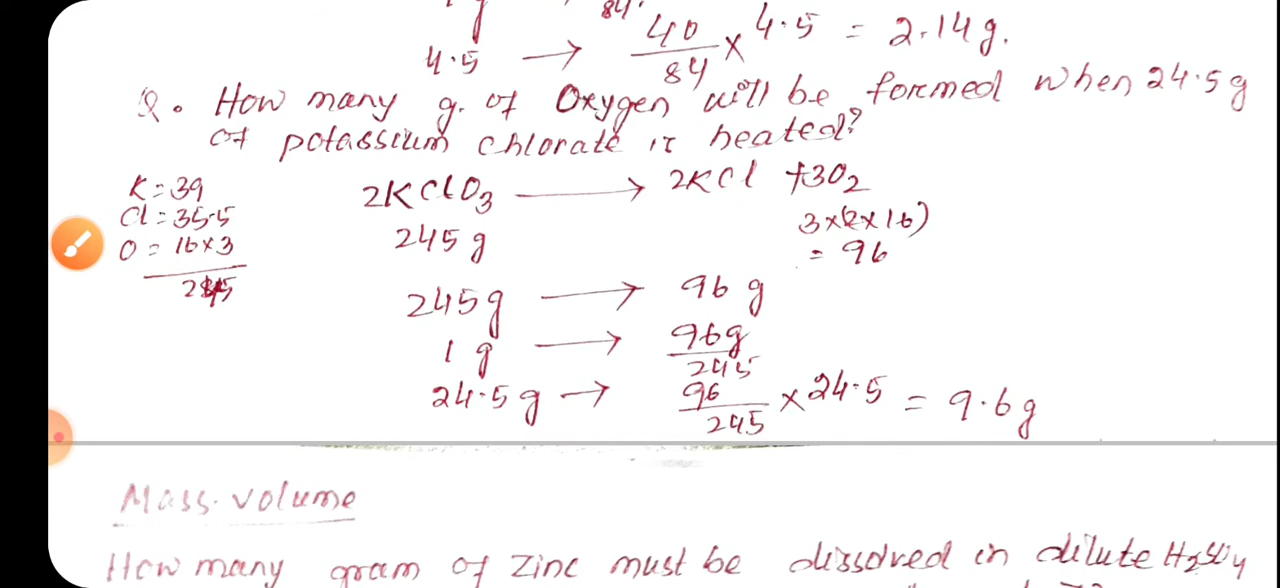 84
4.5 → 40/84 × 4.5 = 2.14g.
Q. How many g. of Oxygen will be formed when 24.5g
of potassium chlorate is heated?
K = 39
Cl = 35.5
O = 16×3
245
2KClO3 → 2KCl + 3O2
245g
3×(2×16)
= 96
245g → 96g
1g → 96g/245
24.5g → 96/245 × 24.5 = 9.6g
Mass-volume
How many gram of Zinc must be dissolved in dilute H2SO4